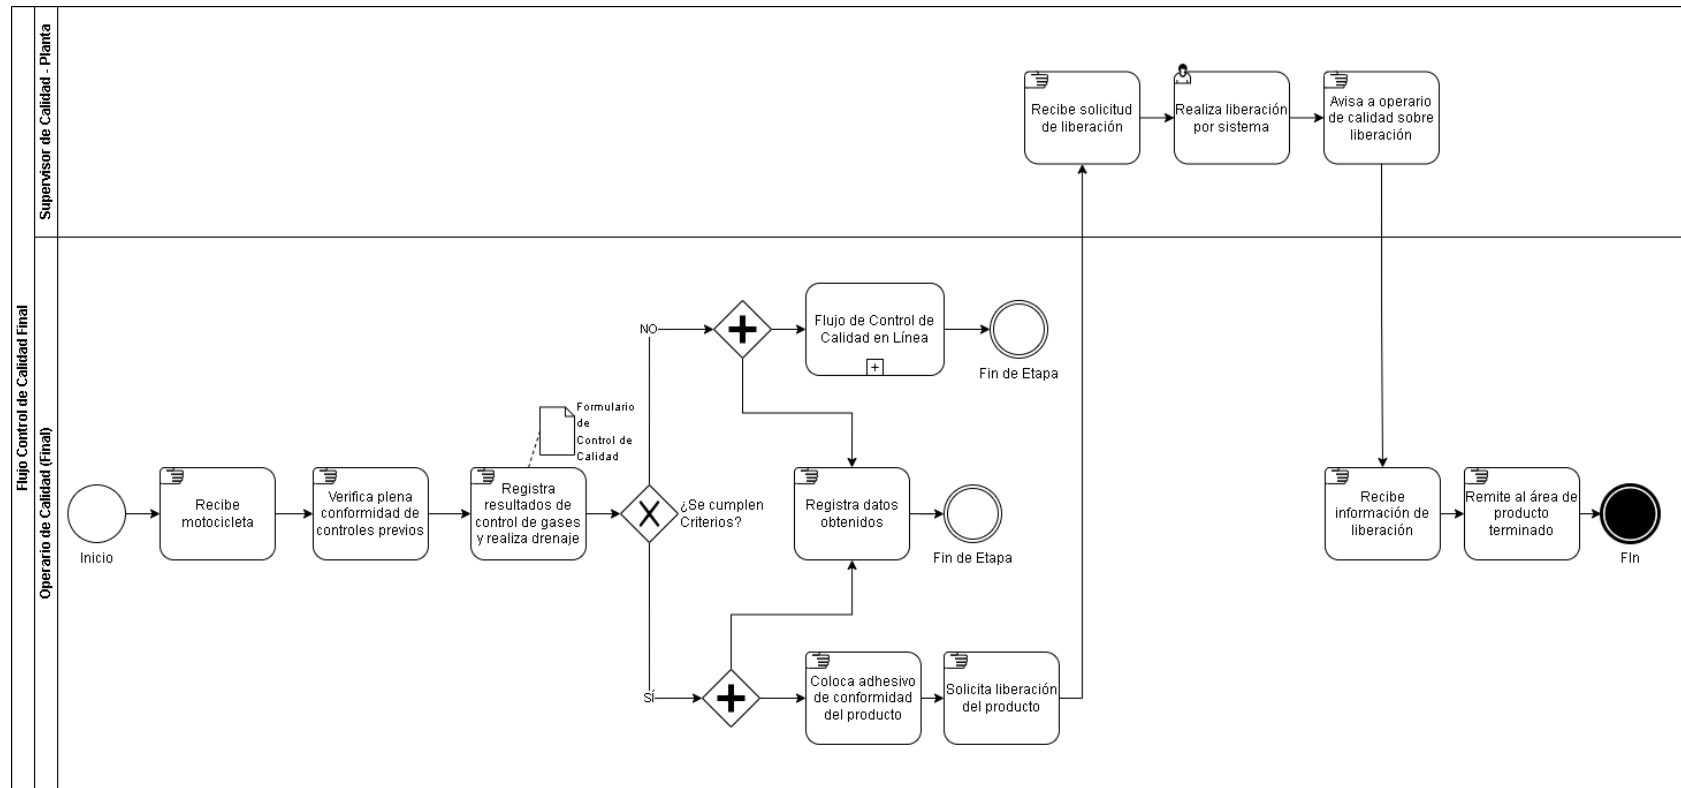 Flujo Control de Calidad Final
Supervisor de Calidad - Planta
Recibe solicitud
de liberación
Realiza liberación
por sistema
Avisa a operario
de calidad sobre
liberación
Operario de Calidad (Final)
Inicio
Recibe
motocicleta
Verifica plena
conformidad de
controles previos
Registra
resultados de
control de gases
y realiza drenaje
Formulario
de
Control de
Calidad
¿Se cumplen
Criterios?
NO
Flujo de Control de
Calidad en Línea
Fin de Etapa
Registra datos
obtenidos
Fin de Etapa
SÍ
Coloca adhesivo
de conformidad
del producto
Solicita liberación
del producto
Recibe
información de
liberación
Remite al área de
producto
terminado
FIn